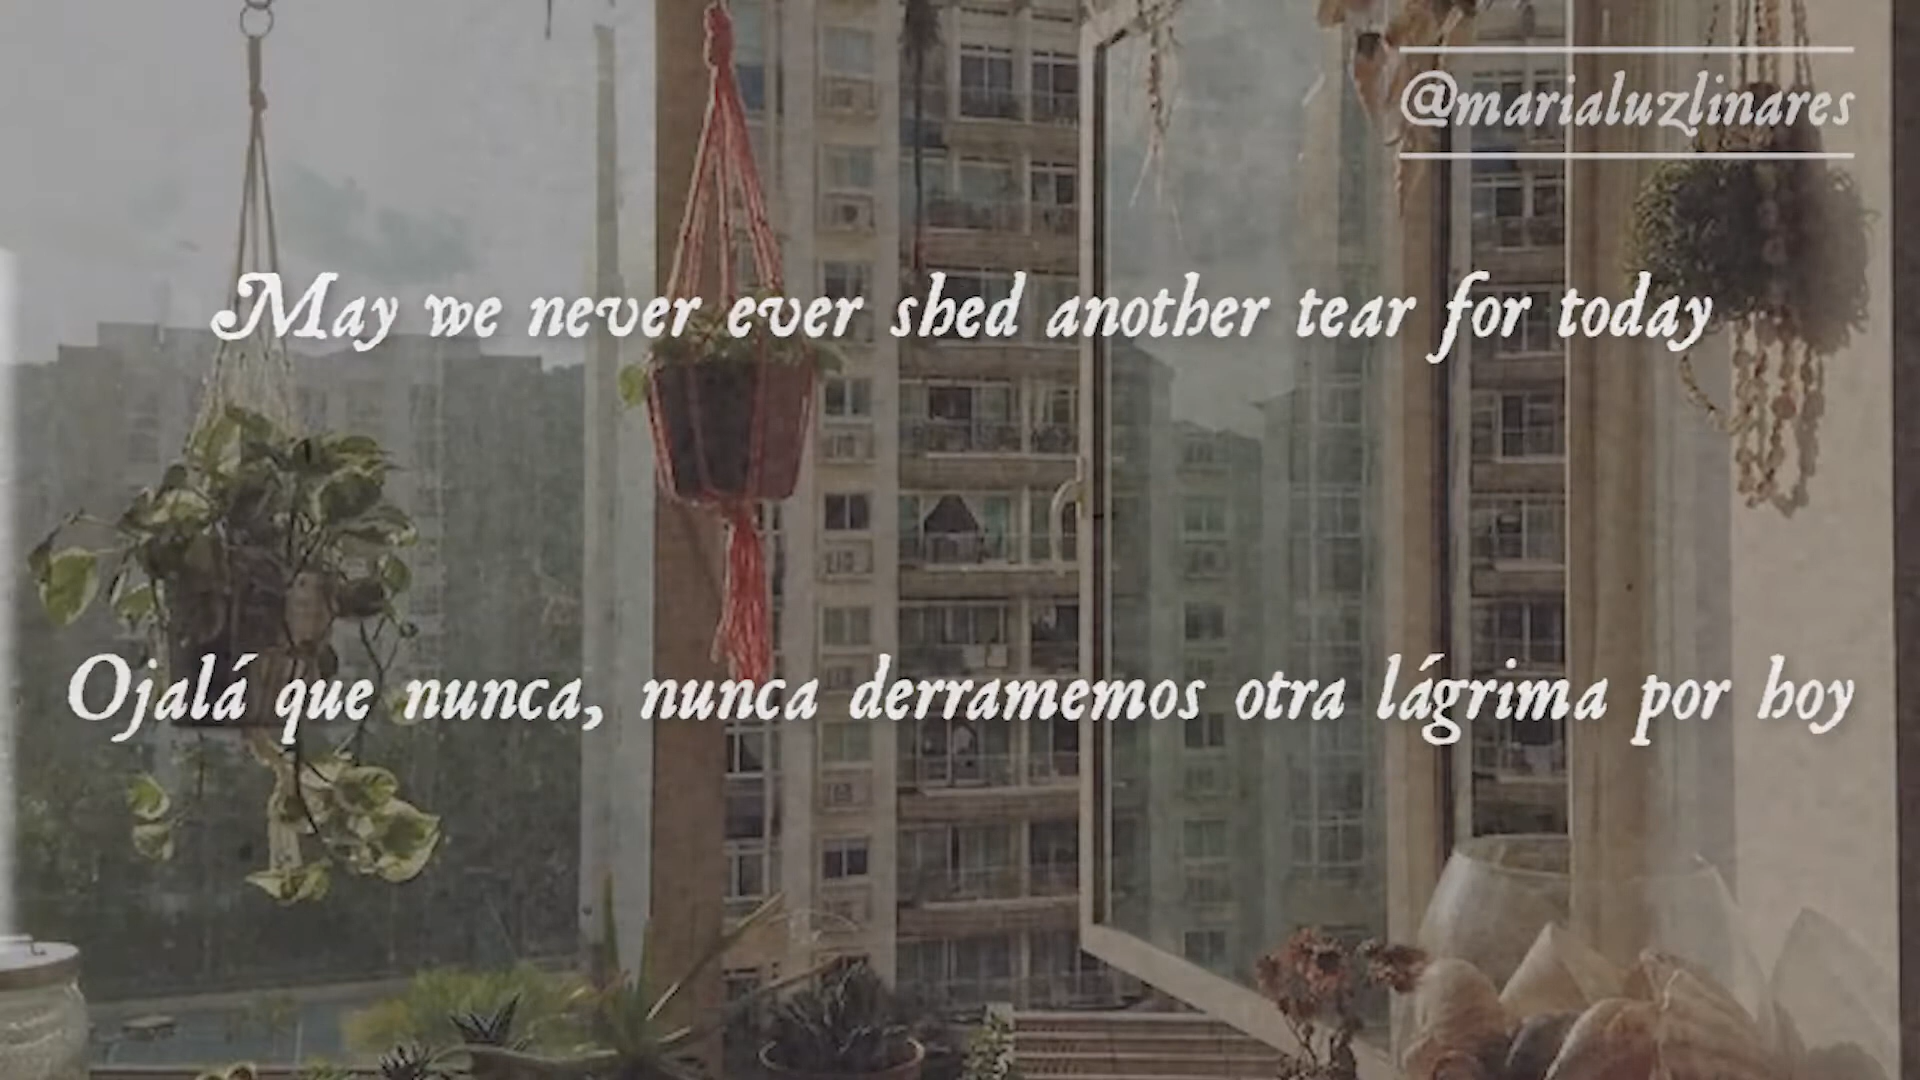 @marialuzlinares
May we never ever shed another tear for today
Ojalá que nunca, nunca derramemos otra lágrima por hoy